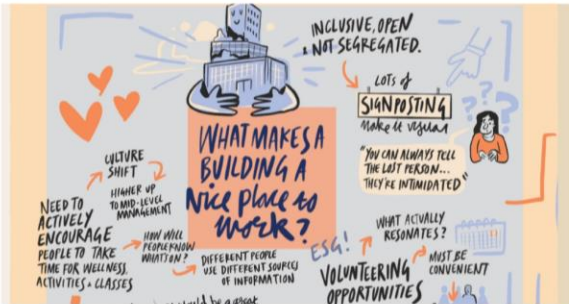 INCLUSIVE, OPEN
& NOT SEGREGATED.
LOTS of
SIGNPOSTING
make it visual
"YOU CAN ALWAYS TELL
THE LOST PERSON...
THEY'RE INTIMIDATED"
WHAT MAKES A
BUILDING A
Nice place to
work?
CULTURE
SHIFT
HIGHER UP
TO MID-LEVEL
MANAGEMENT
NEED TO
ACTIVELY
ENCOURAGE
PEOPLE TO TAKE
TIME FOR WELLNESS,
ACTIVITIES & CLASSES
HOW WILL
PEOPLE KNOW
WHAT'S ON?
DIFFERENT PEOPLE
USE DIFFERENT SOURCES
OF INFORMATION
ESG!
WHAT ACTUALLY
RESONATES?
VOLUNTEERING
OPPORTUNITIES
MUST BE
CONVENIENT
would be a great